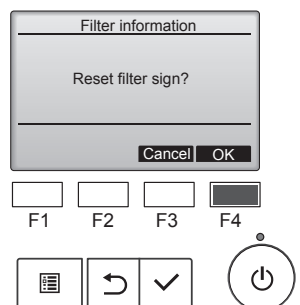 Filter information
Reset filter sign?
Cancel OK
F1 F2 F3 F4